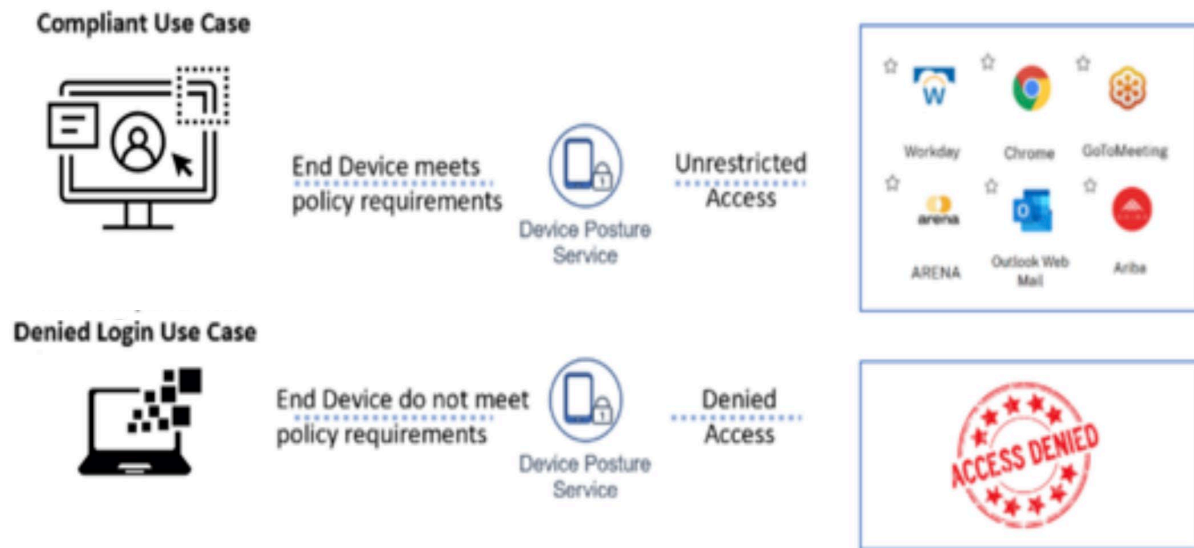 Compliant Use Case
End Device meets
policy requirements
Device Posture
Service
Unrestricted
Access
W
Workday
Chrome
GoToMeeting
arena
ARENA
Outlook Web
Mail
Ariba
Denied Login Use Case
End Device do not meet
policy requirements
Device Posture
Service
Denied
Access
ACCESS DENIED